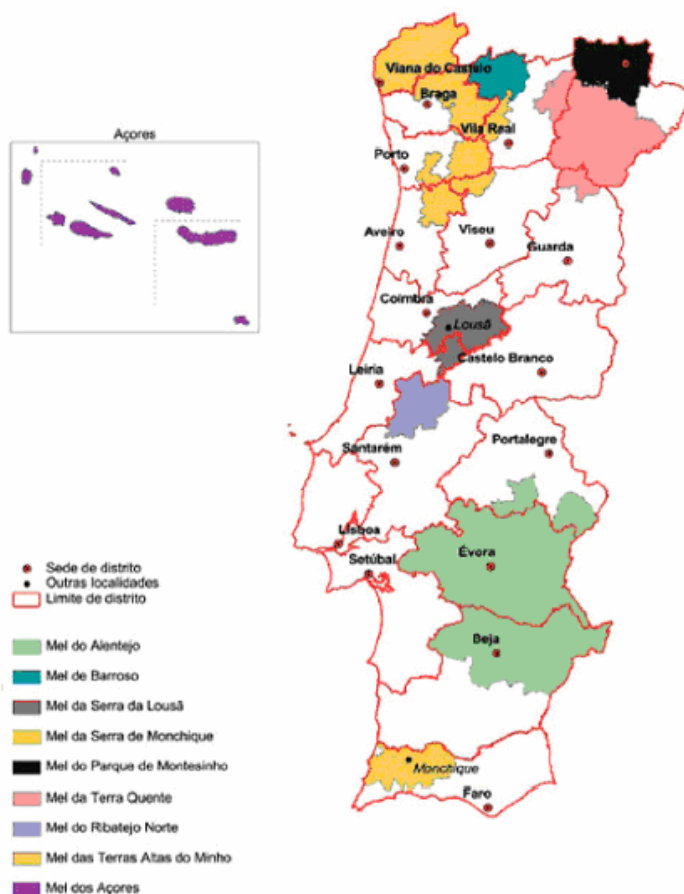 Viana do Castelo
Braga
Vila Real
Açores
Porto
Aveiro
Viseu
Guarda
Coimbra
Lousã
Castelo Branco
Leiria
Portalegre
Santarém
Lisboa
Évora
Setúbal
Sede de distrito
Outras localidades
Limite de distrito
Beja
Mel do Alentejo
Mel de Barroso
Mel da Serra da Lousã
Mel da Serra de Monchique
Monchique
Mel do Parque de Montesinho
Faro
Mel da Terra Quente
Mel do Ribatejo Norte
Mel das Terras Altas do Minho
Mel dos Açores